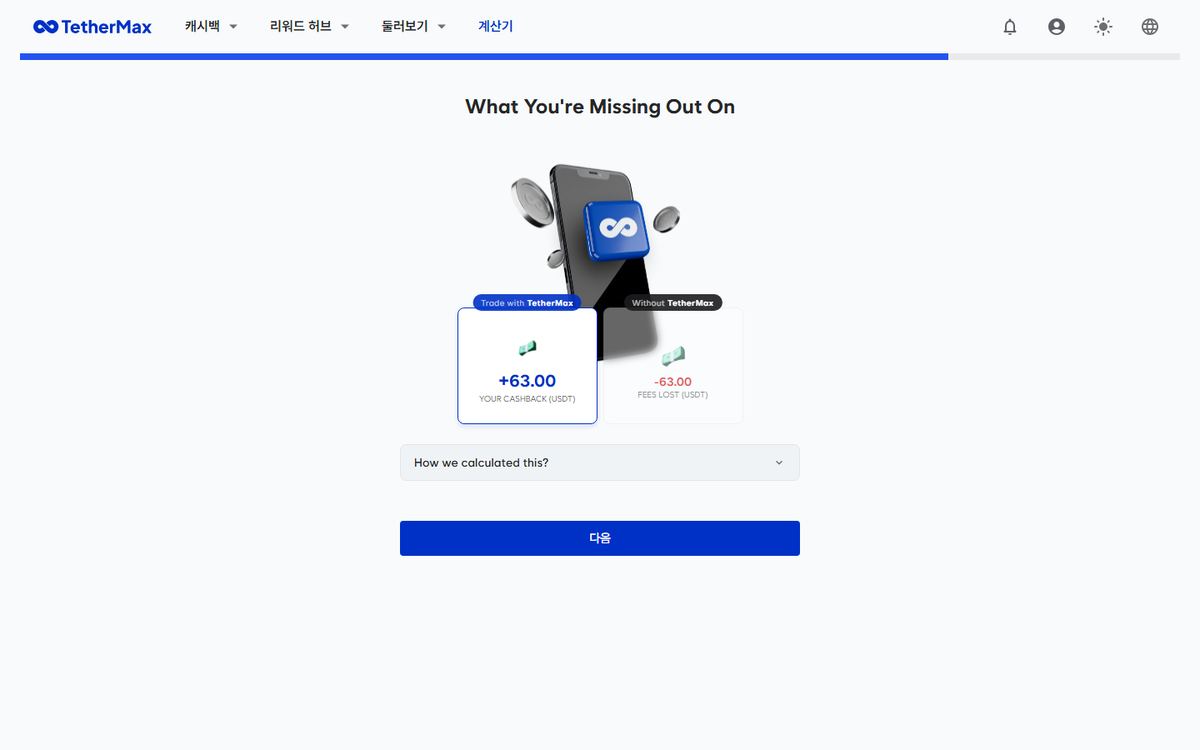 TetherMax
캐시백
리워드 허브
둘러보기
계산기
What You're Missing Out On
Trade with TetherMax
Without TetherMax
+63.00
YOUR CASHBACK (USDT)
-63.00
FEES LOST (USDT)
How we calculated this?
다음